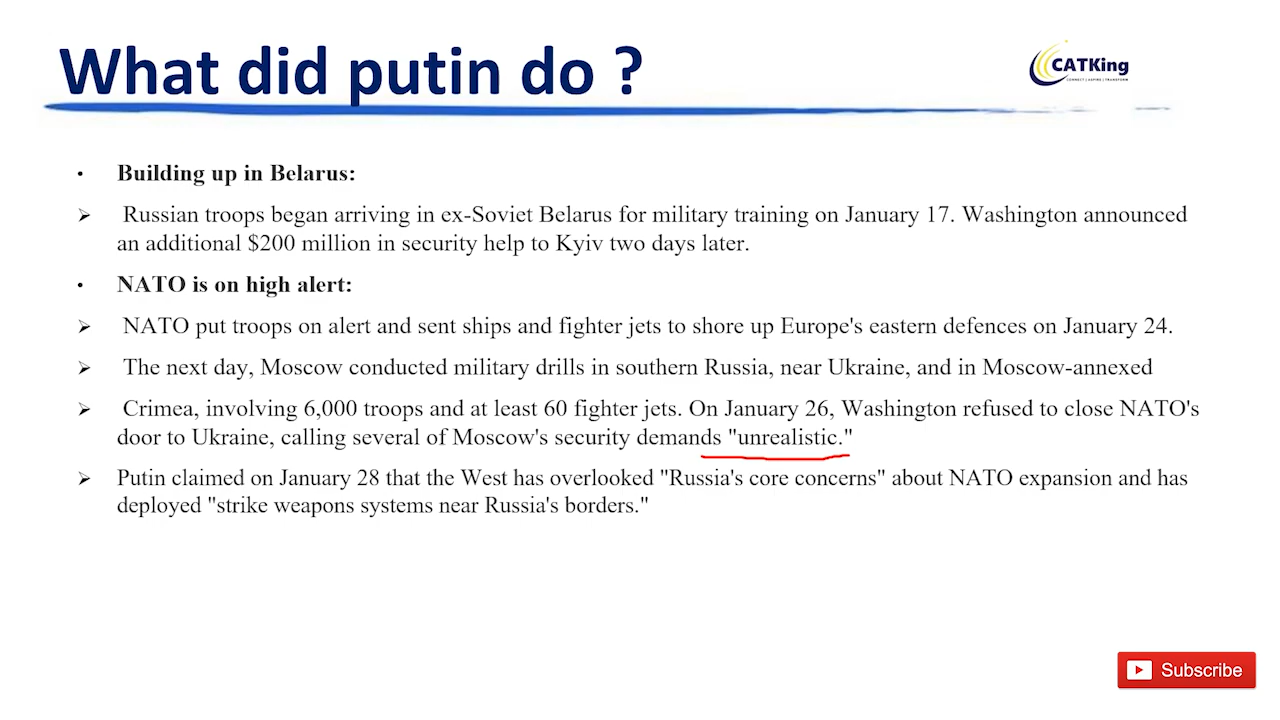 What did putin do ?
CATKing
CONNECT | ASPIRE | TRANSFORM
• Building up in Belarus:
➢ Russian troops began arriving in ex-Soviet Belarus for military training on January 17. Washington announced
an additional $200 million in security help to Kyiv two days later.
• NATO is on high alert:
➢ NATO put troops on alert and sent ships and fighter jets to shore up Europe's eastern defences on January 24.
➢ The next day, Moscow conducted military drills in southern Russia, near Ukraine, and in Moscow-annexed
➢ Crimea, involving 6,000 troops and at least 60 fighter jets. On January 26, Washington refused to close NATO's
door to Ukraine, calling several of Moscow's security demands "unrealistic."
➢ Putin claimed on January 28 that the West has overlooked "Russia's core concerns" about NATO expansion and has
deployed "strike weapons systems near Russia's borders."
Subscribe